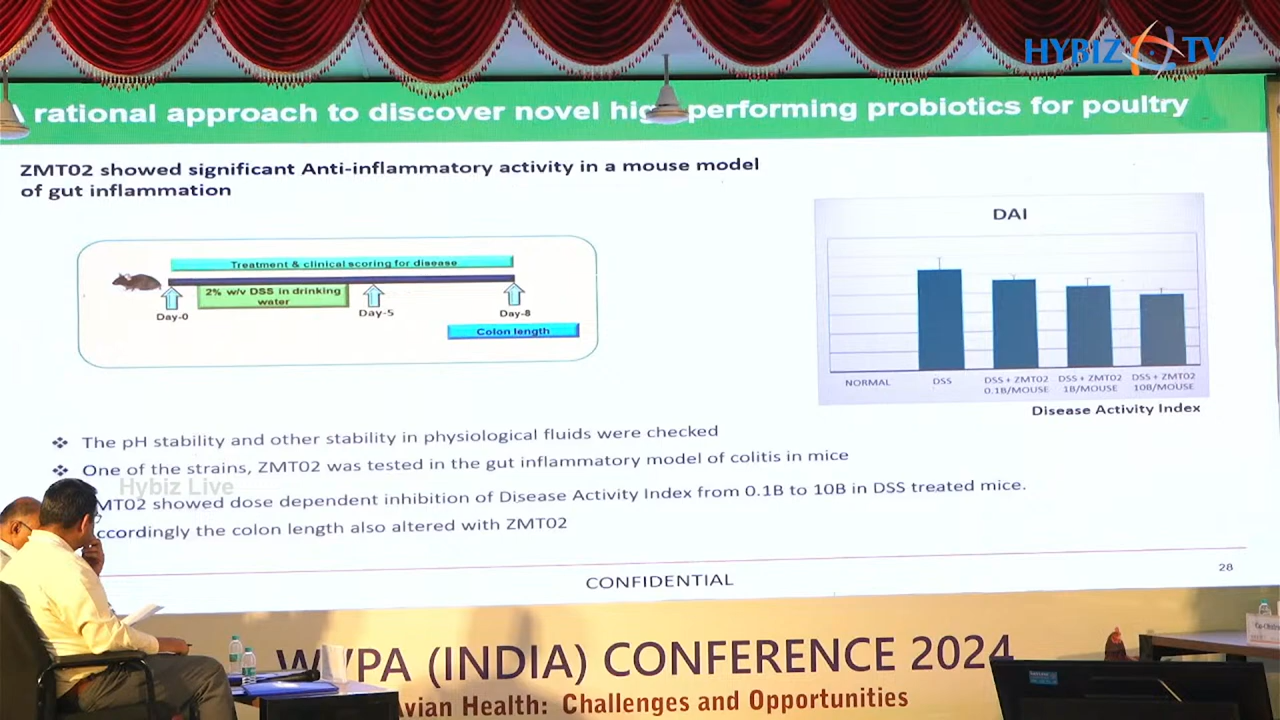 HYBIZ TV
rational approach to discover novel hig performing probiotics for poultry
ZMT02 showed significant Anti-inflammatory activity in a mouse model
of gut inflammation
Treatment & clinical scoring for disease
2% w/v DSS in drinking
water
Day-0
Day-5
Day-8
Colon length
DAI
NORMAL
DSS
DSS + ZMT02
0.1B/MOUSE
DSS + ZMT02
1B/MOUSE
DSS + ZMT02
10B/MOUSE
Disease Activity Index
❖ The pH stability and other stability in physiological fluids were checked
❖ One of the strains, ZMT02 was tested in the gut inflammatory model of colitis in mice
Hybiz Live
MT02 showed dose dependent inhibition of Disease Activity Index from 0.1B to 10B in DSS treated mice.
ccordingly the colon length also altered with ZMT02
CONFIDENTIAL
28
W VPA (INDIA) CONFERENCE 2024
Avian Health: Challenges and Opportunities